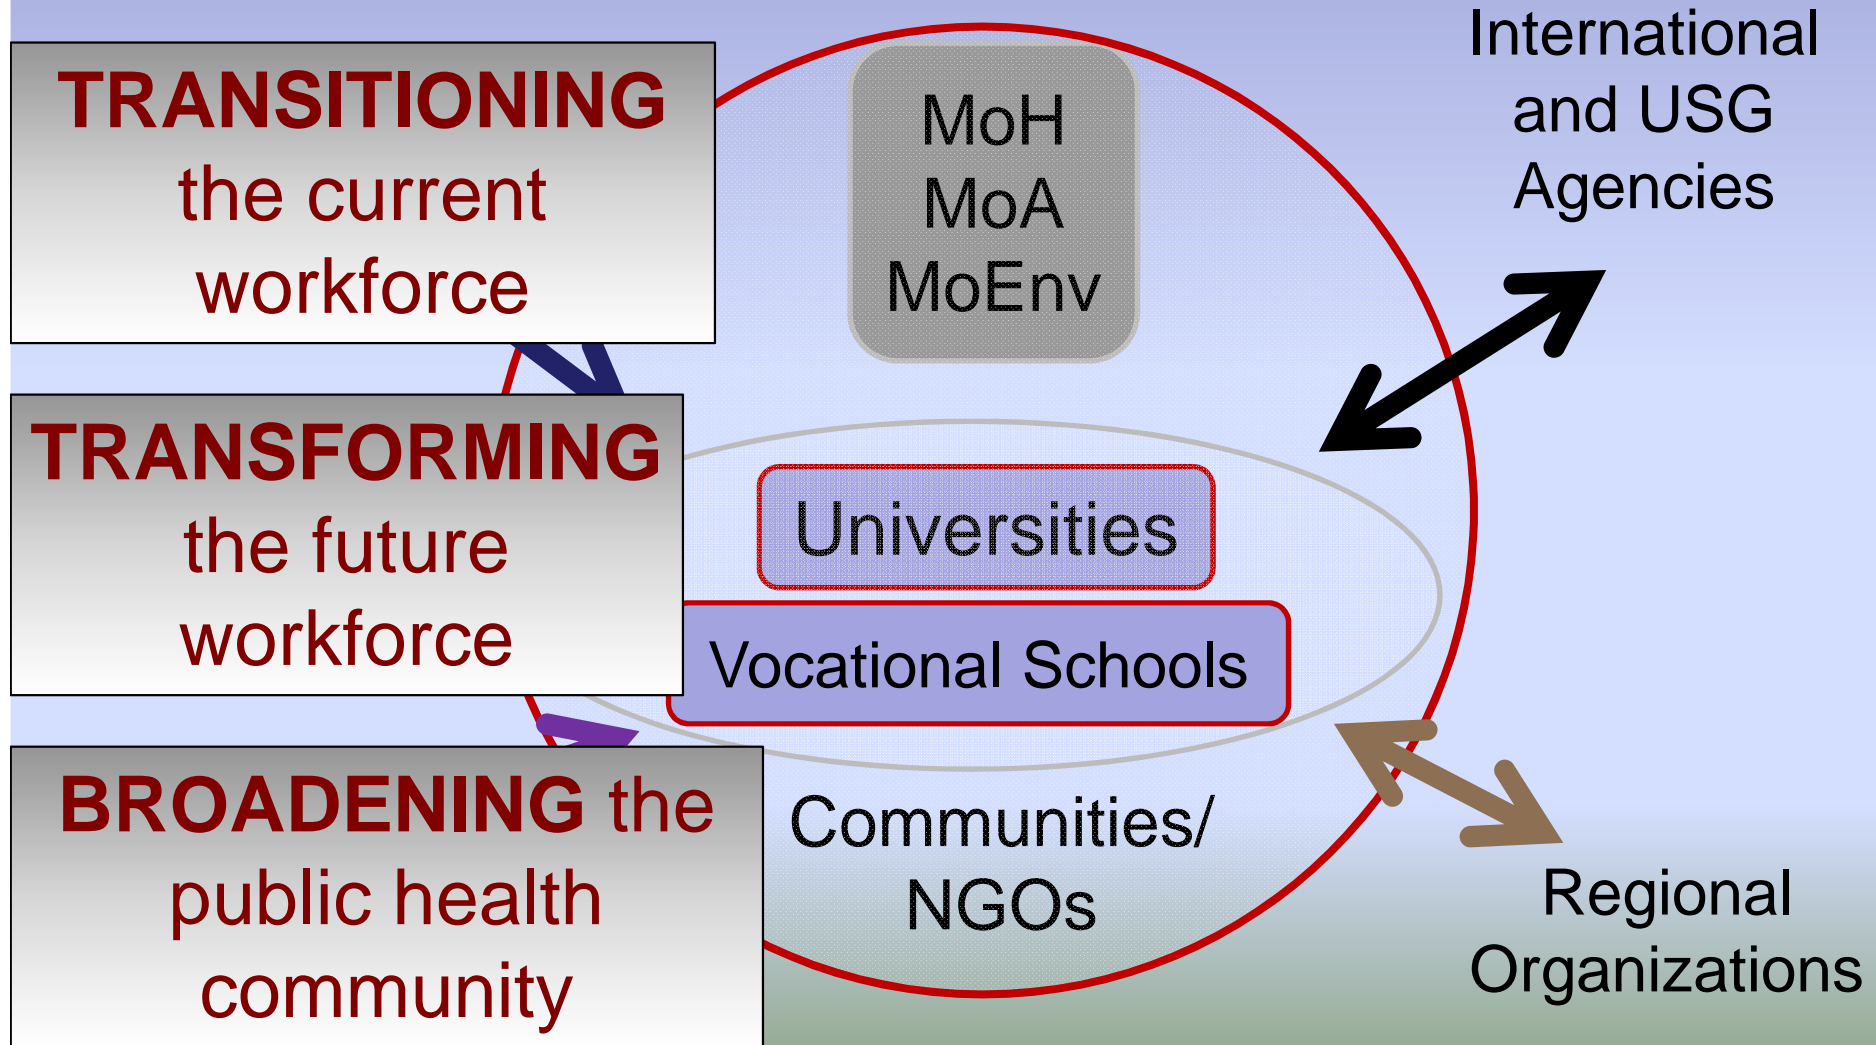 TRANSITIONING
the current
workforce
TRANSFORMING
the future
workforce
BROADENING the
public health
community
MoH
MoA
MoEnv
Universities
Vocational Schools
Communities/
NGOs
International
and USG
Agencies
Regional
Organizations